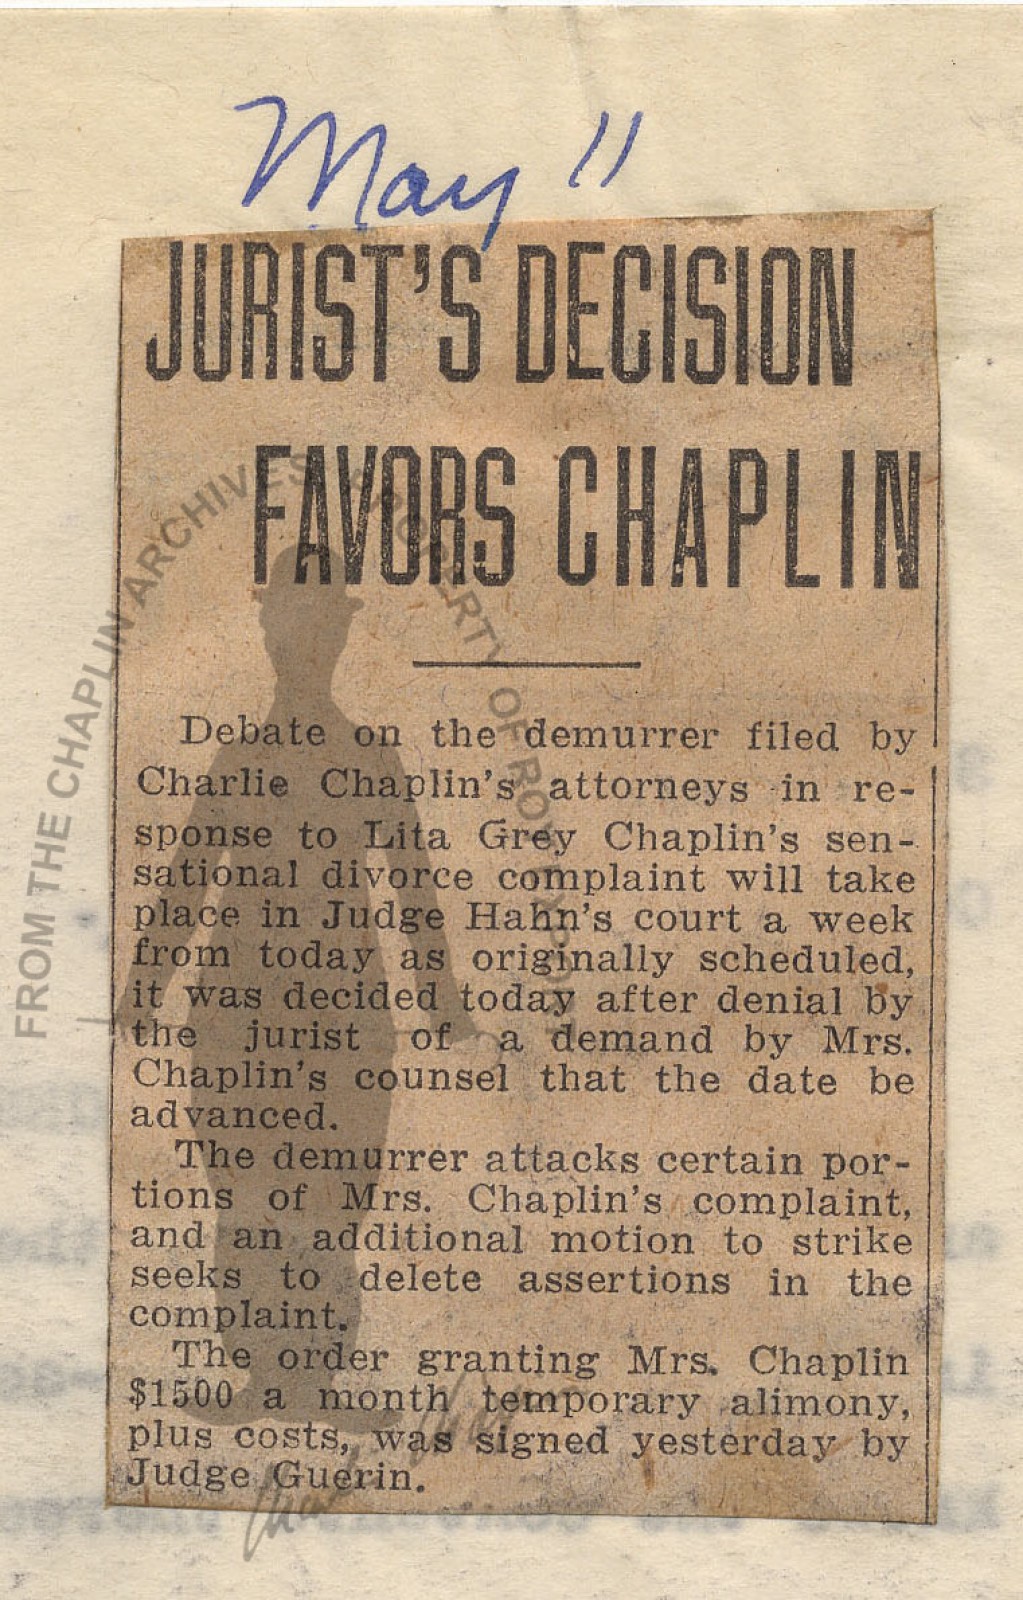 May 11
JURIST'S DECISION
FAVORS CHAPLIN
Debate on the demurrer filed by
Charlie Chaplin's attorneys in re-
sponse to Lita Grey Chaplin's sen-
sational divorce complaint will take
place in Judge Hahn's court a week
from today as originally scheduled,
it was decided today after denial by
the jurist of a demand by Mrs.
Chaplin's counsel that the date be
advanced.
The demurrer attacks certain por-
tions of Mrs. Chaplin's complaint,
and an additional motion to strike
seeks to delete assertions in the
complaint.
The order granting Mrs. Chaplin
$1500 a month temporary alimony,
plus costs, was signed yesterday by
Judge Guerin.
FROM THE CHAPLIN ARCHIVES PROPERTY OF ROY